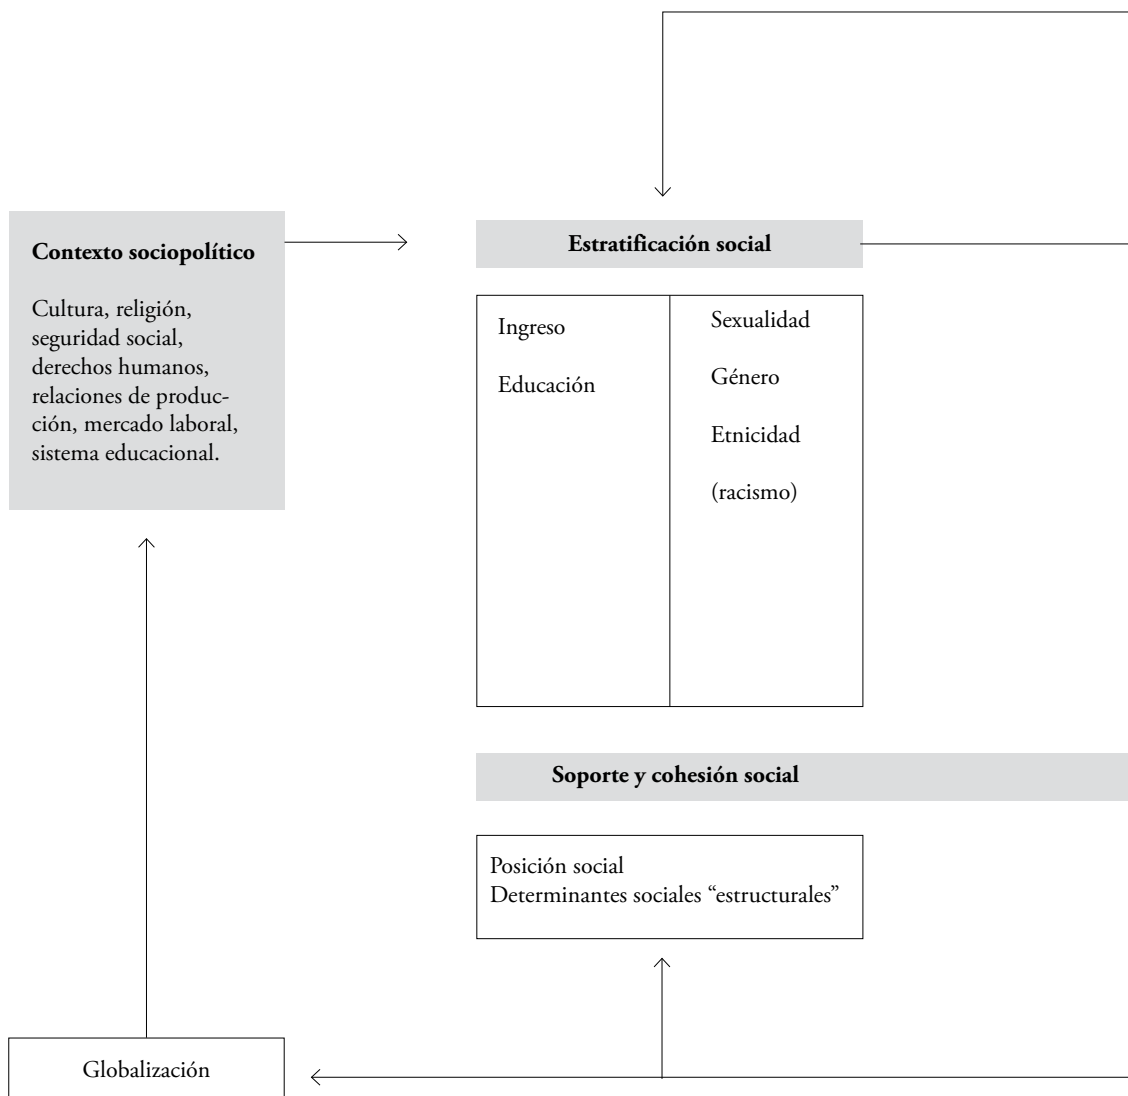 Contexto sociopolítico
Cultura, religión,
seguridad social,
derechos humanos,
relaciones de produc-
ción, mercado laboral,
sistema educacional.
Estratificación social
Ingreso
Educación
Sexualidad
Género
Etnicidad
(racismo)
Soporte y cohesión social
Posición social
Determinantes sociales “estructurales”
Globalización